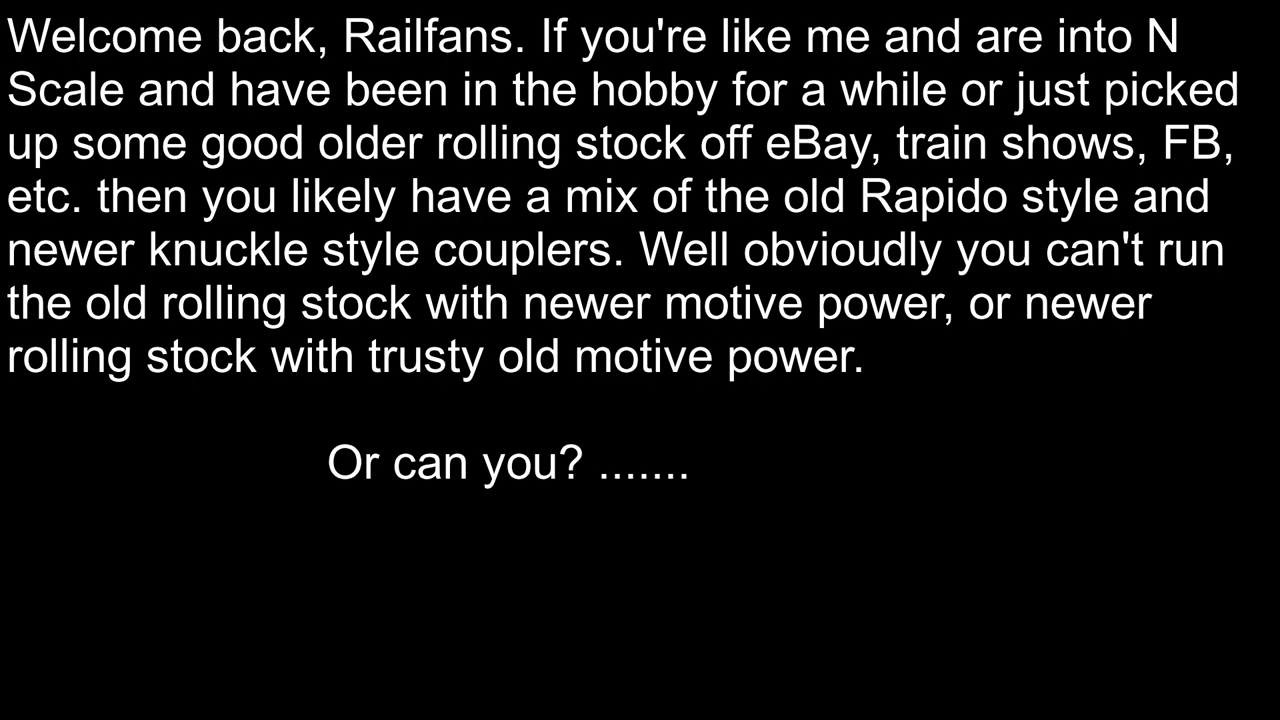 Welcome back, Railfans. If you're like me and are into N
Scale and have been in the hobby for a while or just picked
up some good older rolling stock off eBay, train shows, FB,
etc. then you likely have a mix of the old Rapido style and
newer knuckle style couplers. Well obvioudly you can't run
the old rolling stock with newer motive power, or newer
rolling stock with trusty old motive power.
Or can you? .......